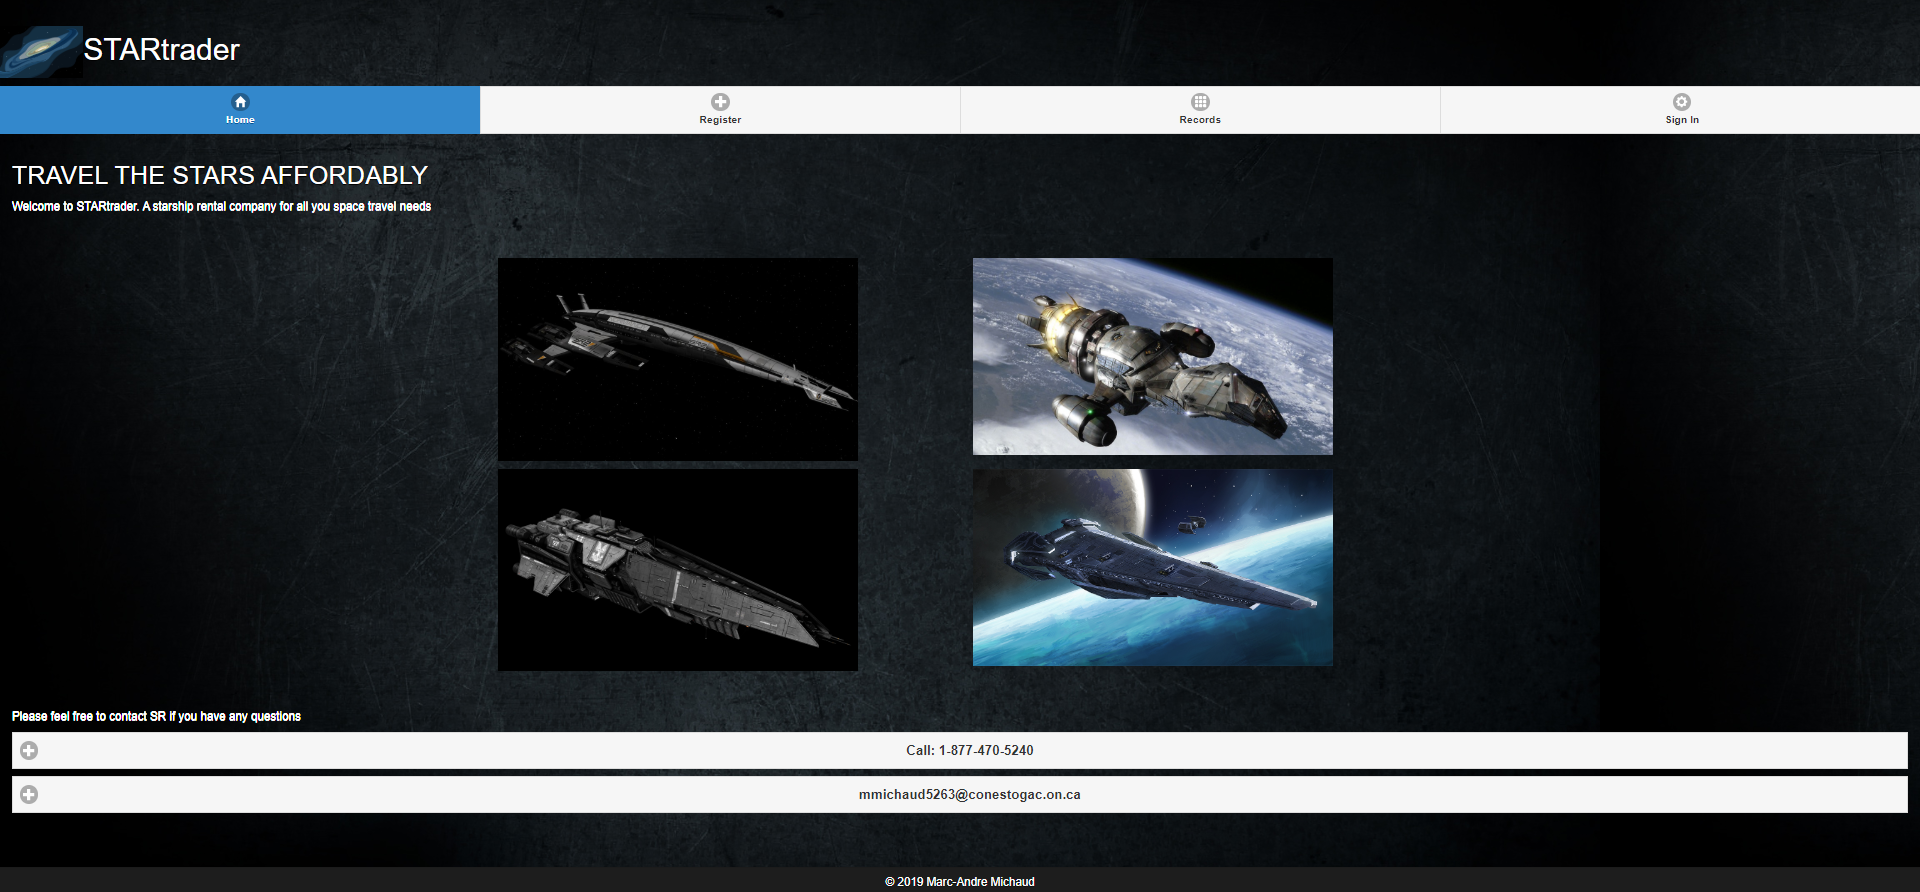 STARtrader
Home
Register
Records
Sign In
TRAVEL THE STARS AFFORDABLY
Welcome to STARtrader. A starship rental company for all you space travel needs
Please feel free to contact SR if you have any questions
Call: 1-877-470-5240
mmichaud5263@conestogac.on.ca
© 2019 Marc-Andre Michaud